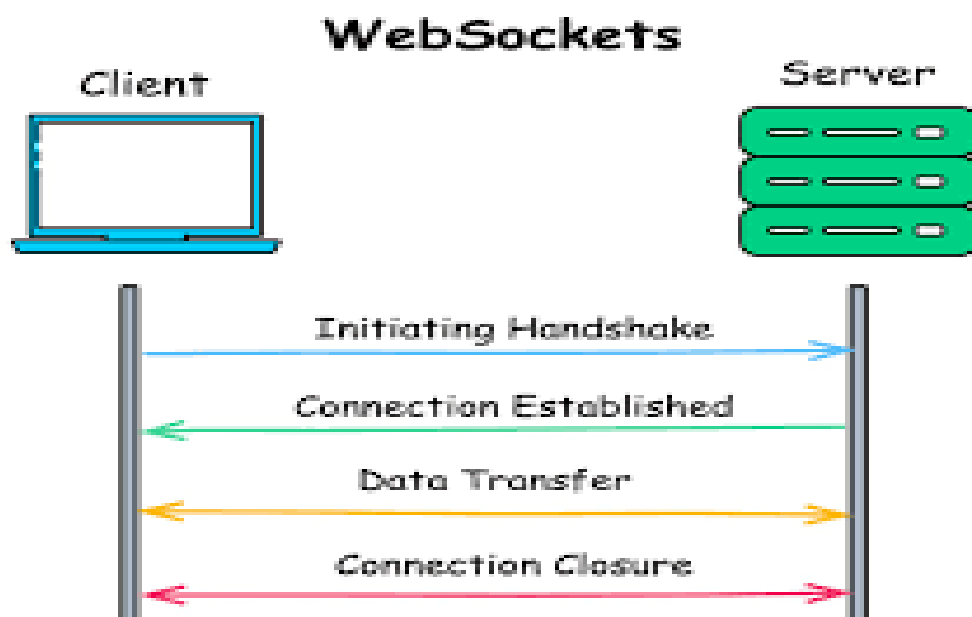 WebSockets
Client
Server
Initiating Handshake
Connection Established
Data Transfer
Connection Closure